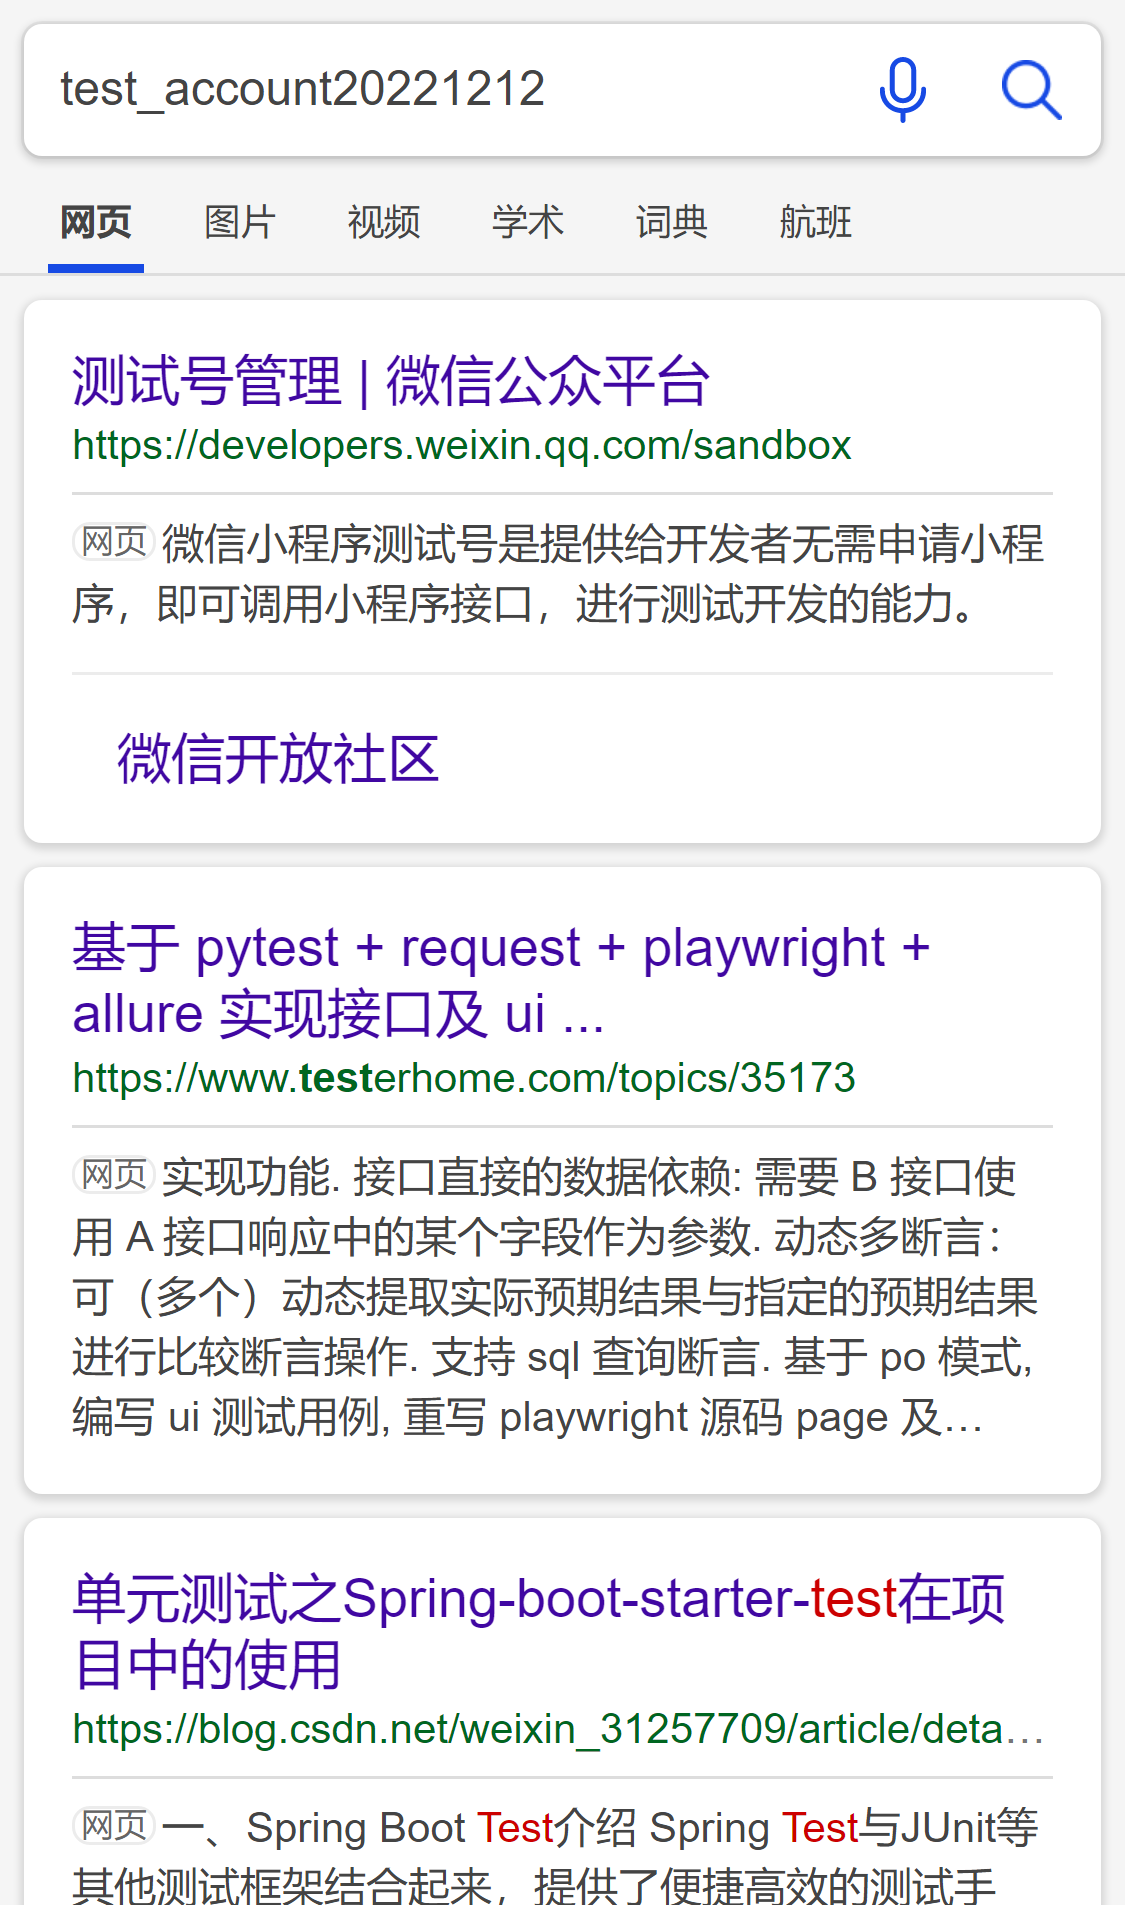 test_account20221212
网页 图片 视频 学术 词典 航班
测试号管理 | 微信公众平台
https://developers.weixin.qq.com/sandbox
网页 微信小程序测试号是提供给开发者无需申请小程
序，即可调用小程序接口，进行测试开发的能力。
微信开放社区
基于 pytest + request + playwright +
allure 实现接口及 ui ...
https://www.testerhome.com/topics/35173
网页 实现功能. 接口直接的数据依赖: 需要 B 接口使
用 A 接口响应中的某个字段作为参数. 动态多断言：
可（多个）动态提取实际预期结果与指定的预期结果
进行比较断言操作. 支持 sql 查询断言. 基于 po 模式,
编写 ui 测试用例, 重写 playwright 源码 page 及…
单元测试之Spring-boot-starter-test在项
目中的使用
https://blog.csdn.net/weixin_31257709/article/deta…
网页 一、Spring Boot Test介绍 Spring Test与JUnit等
其他测试框架结合起来，提供了便捷高效的测试手